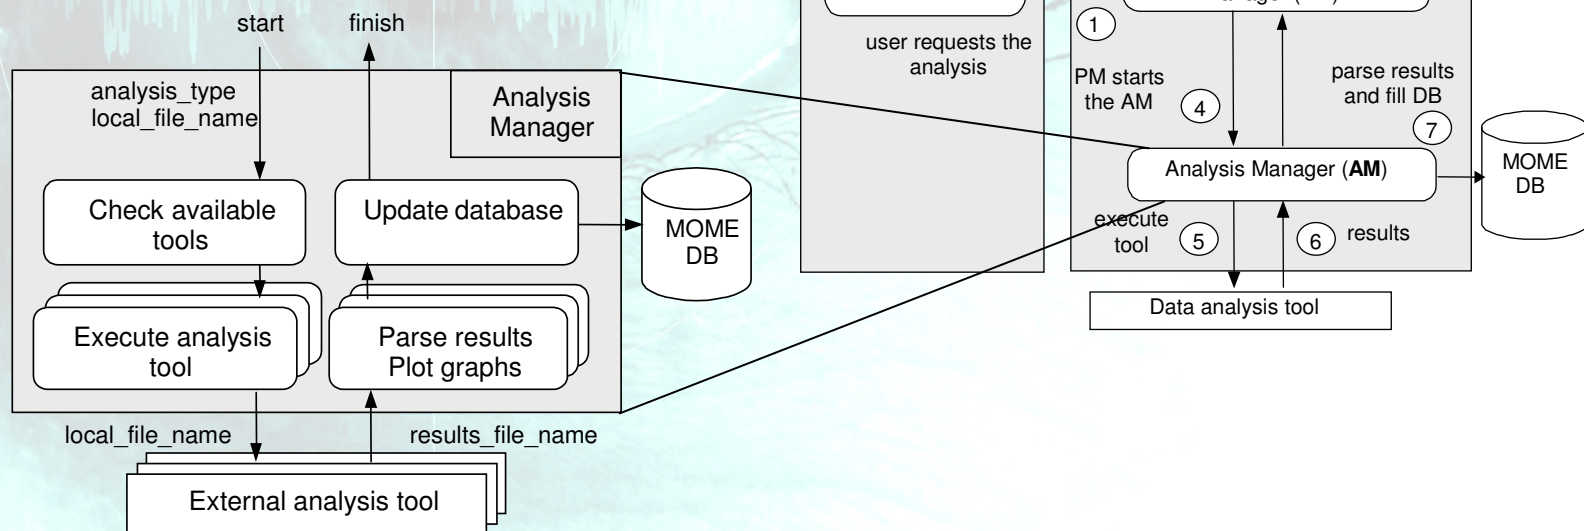 start
finish
analysis_type
local_file_name
Analysis
Manager
Check available
tools
Update database
MOME
DB
Execute analysis
tool
Parse results
Plot graphs
local_file_name
results_file_name
External analysis tool
user requests the
analysis
1
PM starts
the AM
4
parse results
and fill DB
7
Analysis Manager (AM)
MOME
DB
execute
tool
5
6
results
Data analysis tool